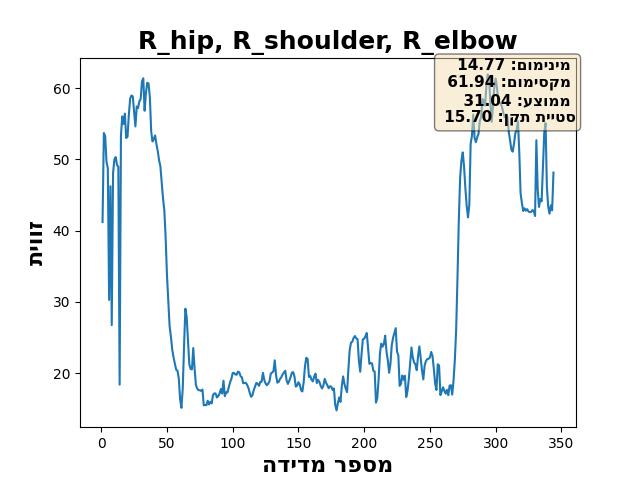 R_hip, R_shoulder, R_elbow
מינימום: 14.77
מקסימום: 61.94
ממוצע: 31.04
סטיית תקן: 15.70
60
50
40
30
20
זווית
0 50 100 150 200 250 300 350
מספר מדידה